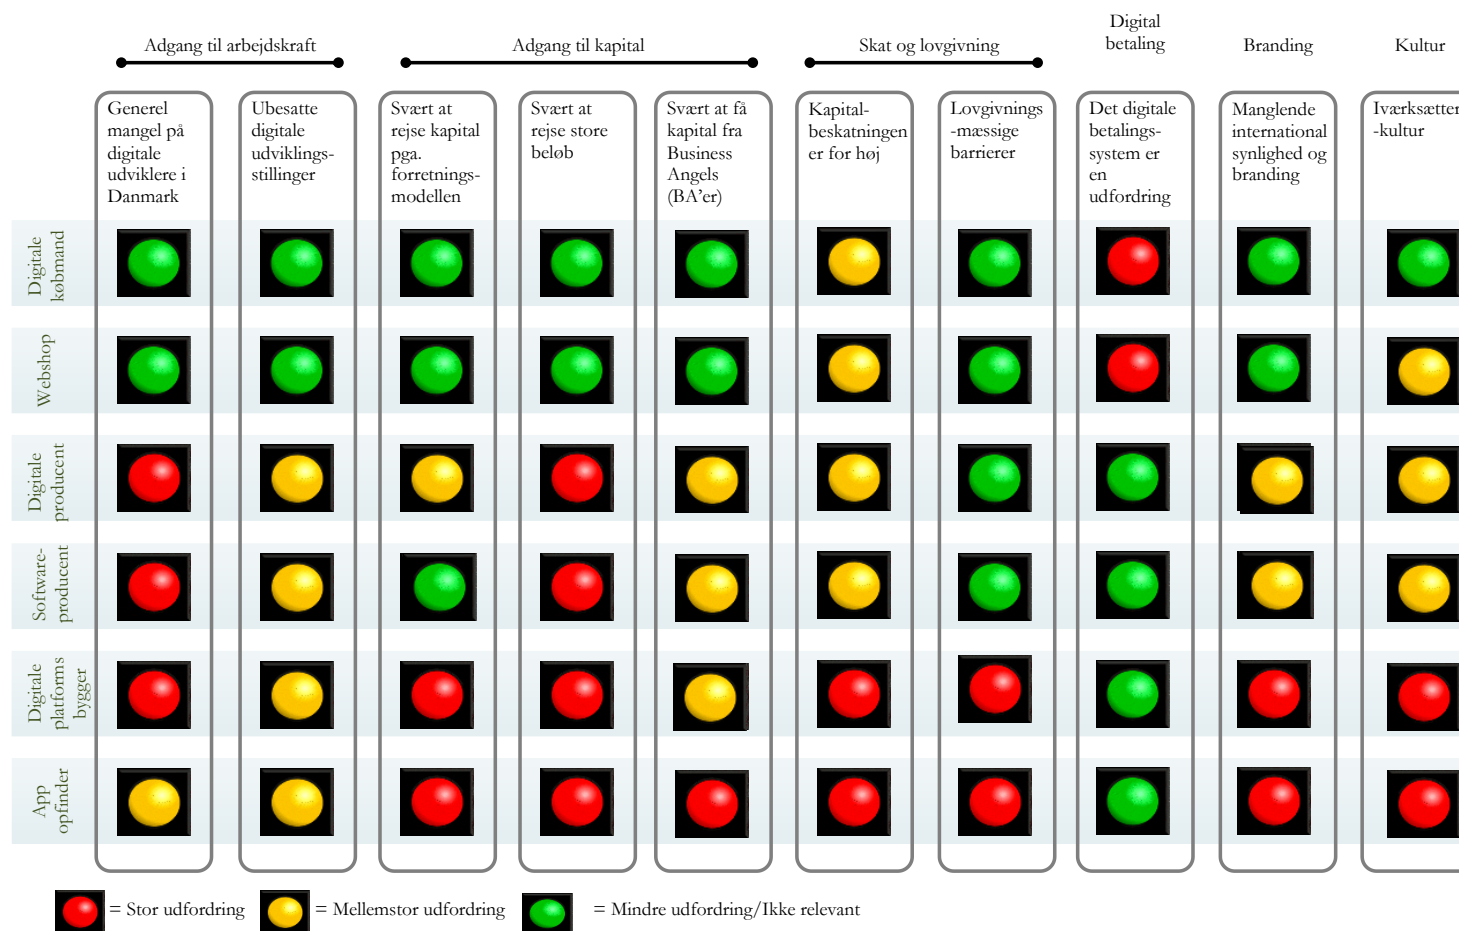 Adgang til arbejdskraft
Adgang til kapital
Skat og lovgivning
Digital
betaling
Branding
Kultur
Generel
mangel på
digitale
udviklere i
Danmark
Ubesatte
digitale
udviklings-
stillinger
Svært at
rejse kapital
pga.
forretnings-
modellen
Svært at
rejse store
beløb
Svært at få
kapital fra
Business
Angels
(BA’er)
Kapital-
beskatningen
er for høj
Lovgivnings
-mæssige
barrierer
Det digitale
betalings-
system er
en
udfordring
Manglende
international
synlighed og
branding
Iværksætter
-kultur
Digitale
købmand
Webshop
Digitale
producent
Software-
producent
Digitale
platforms
bygger
App
opfinder
= Stor udfordring
= Mellemstor udfordring
= Mindre udfordring/Ikke relevant